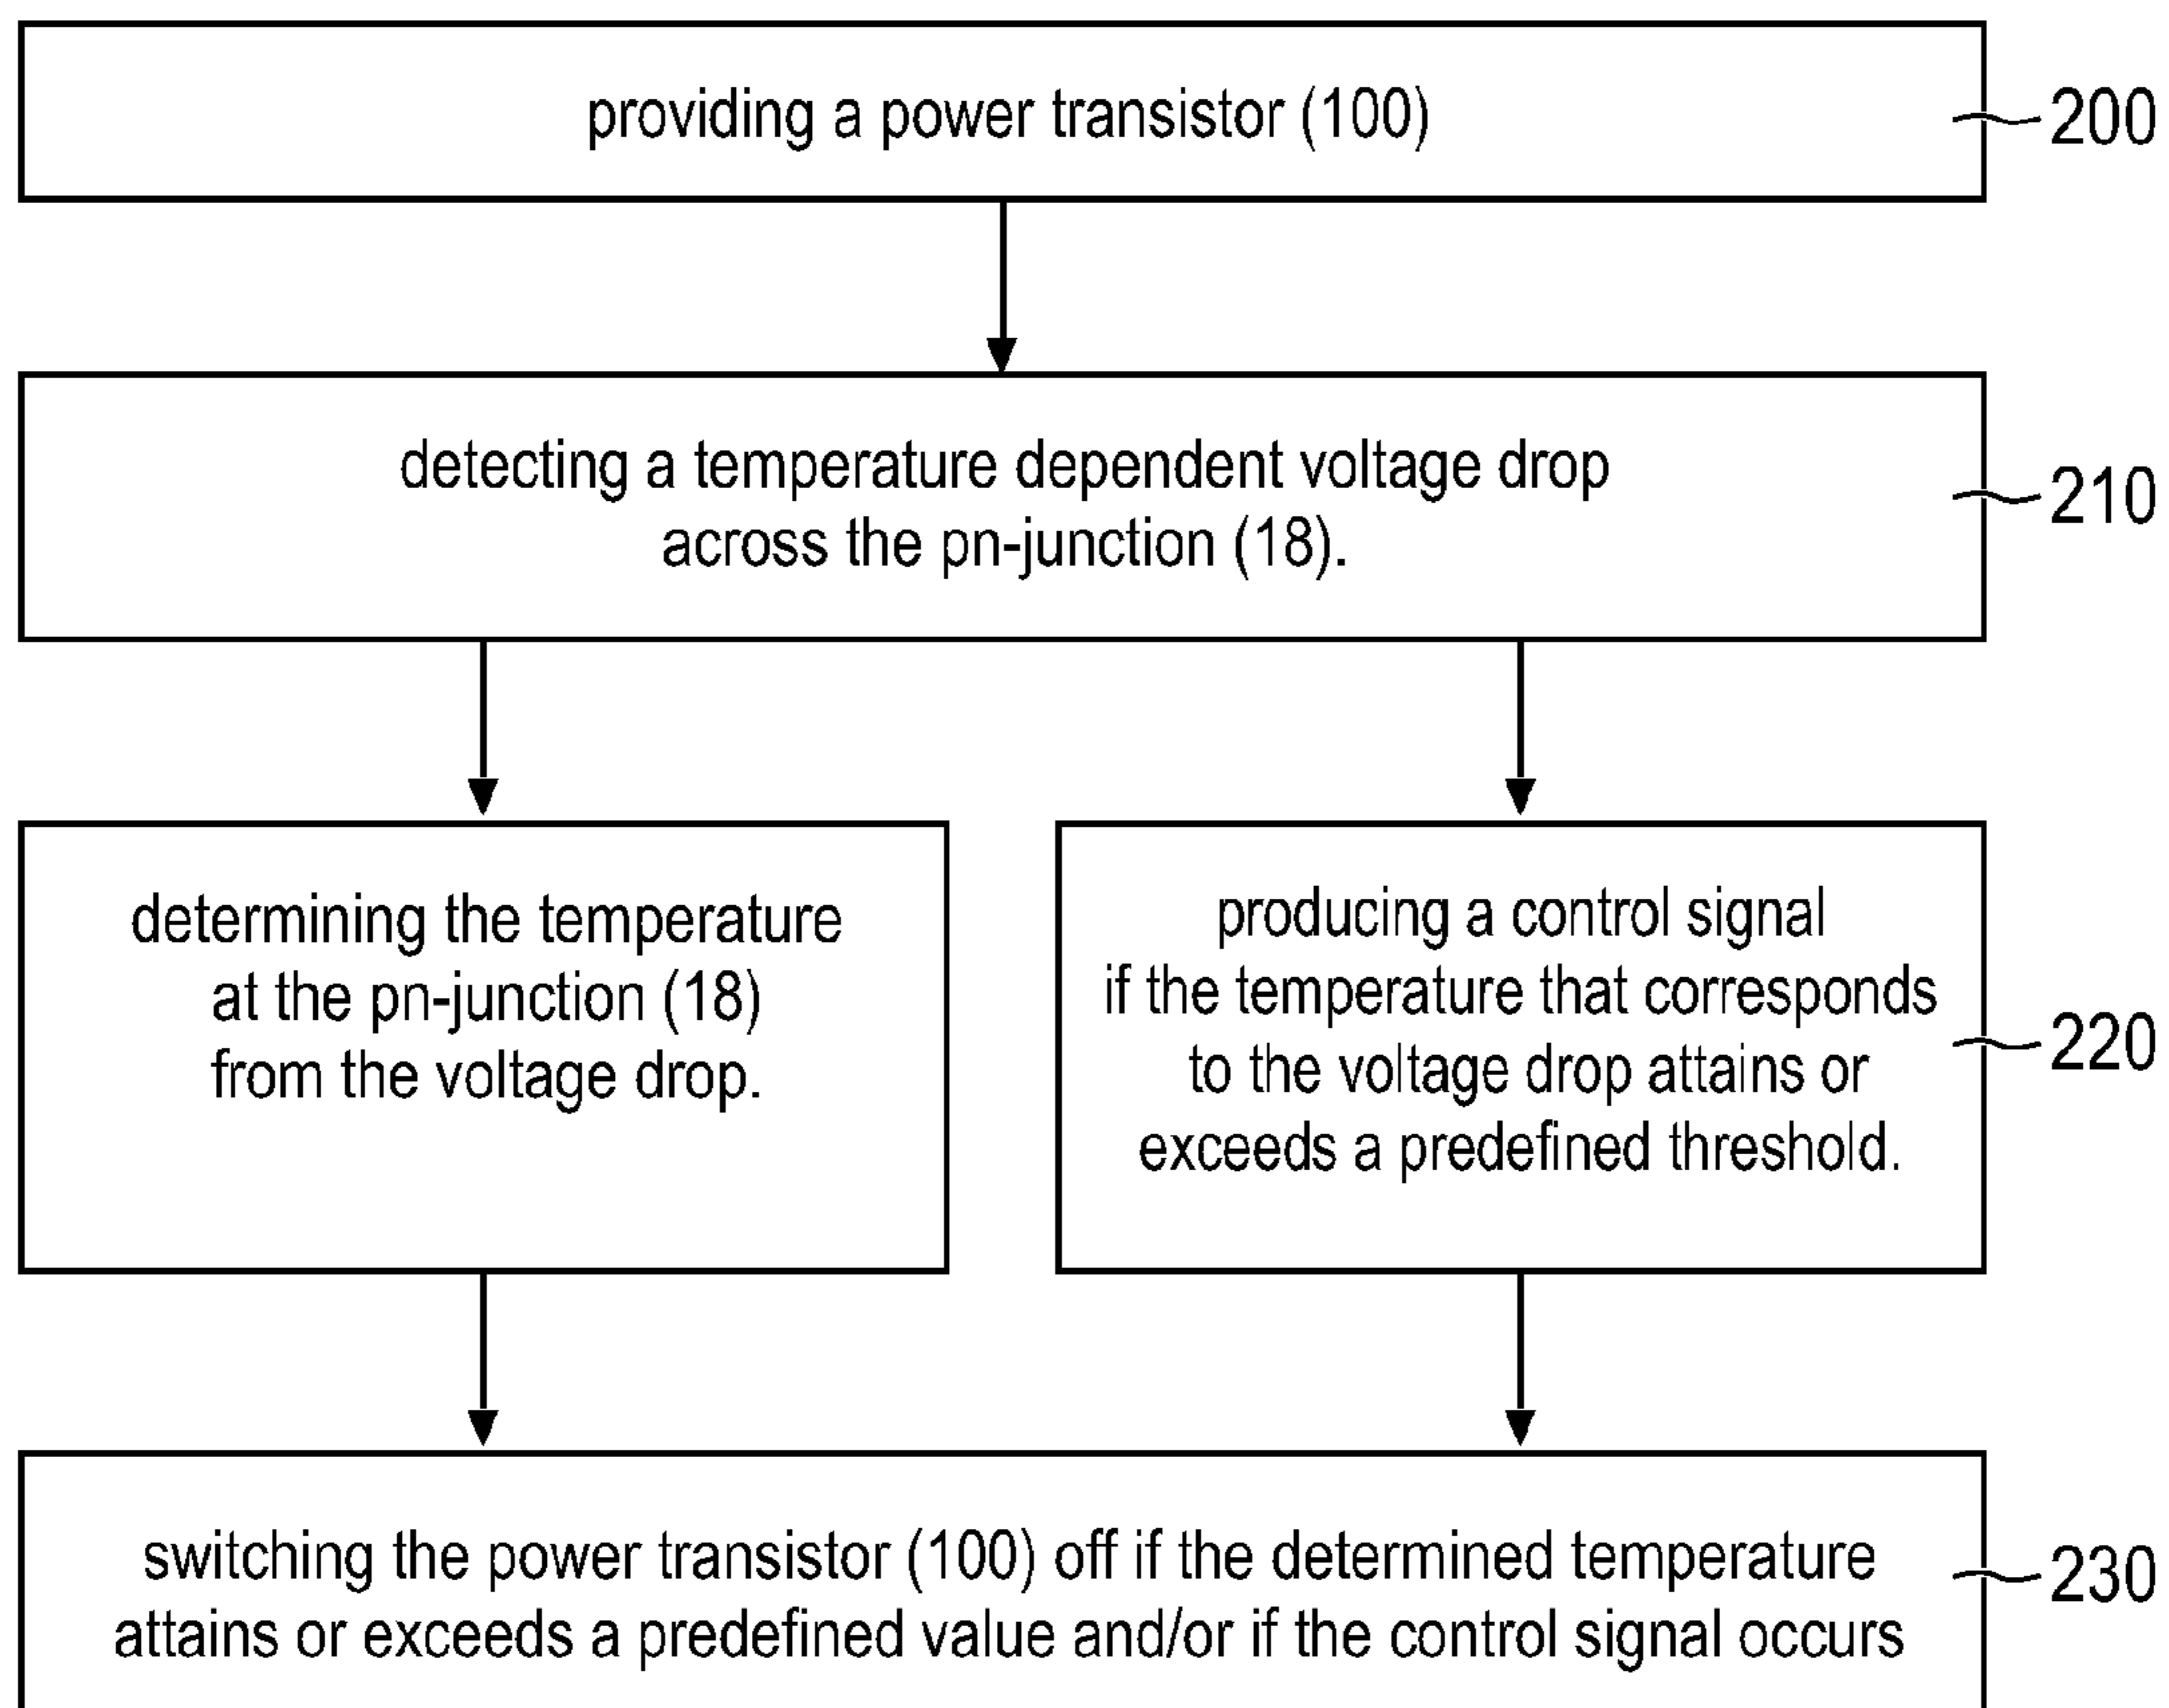 providing a power transistor (100)
200
detecting a temperature dependent voltage drop
across the pn-junction (18).
210
determining the temperature
at the pn-junction (18)
from the voltage drop.
producing a control signal
if the temperature that corresponds
to the voltage drop attains or
exceeds a predefined threshold.
220
switching the power transistor (100) off if the determined temperature
attains or exceeds a predefined value and/or if the control signal occurs
230